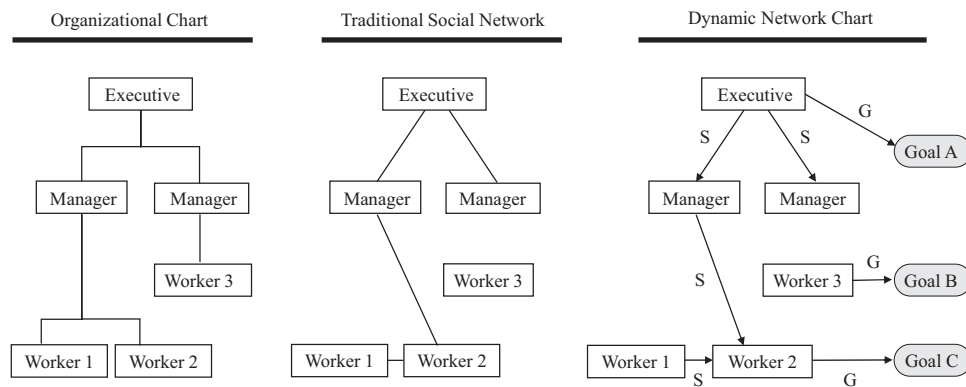 Organizational Chart
Executive
Manager
Manager
Worker 3
Worker 1
Worker 2
Traditional Social Network
Executive
Manager
Manager
Worker 3
Worker 1
Worker 2
Dynamic Network Chart
Executive
G
S
S
Goal A
Manager
Manager
S
Worker 3
G
Goal B
Worker 1
S
Worker 2
G
Goal C